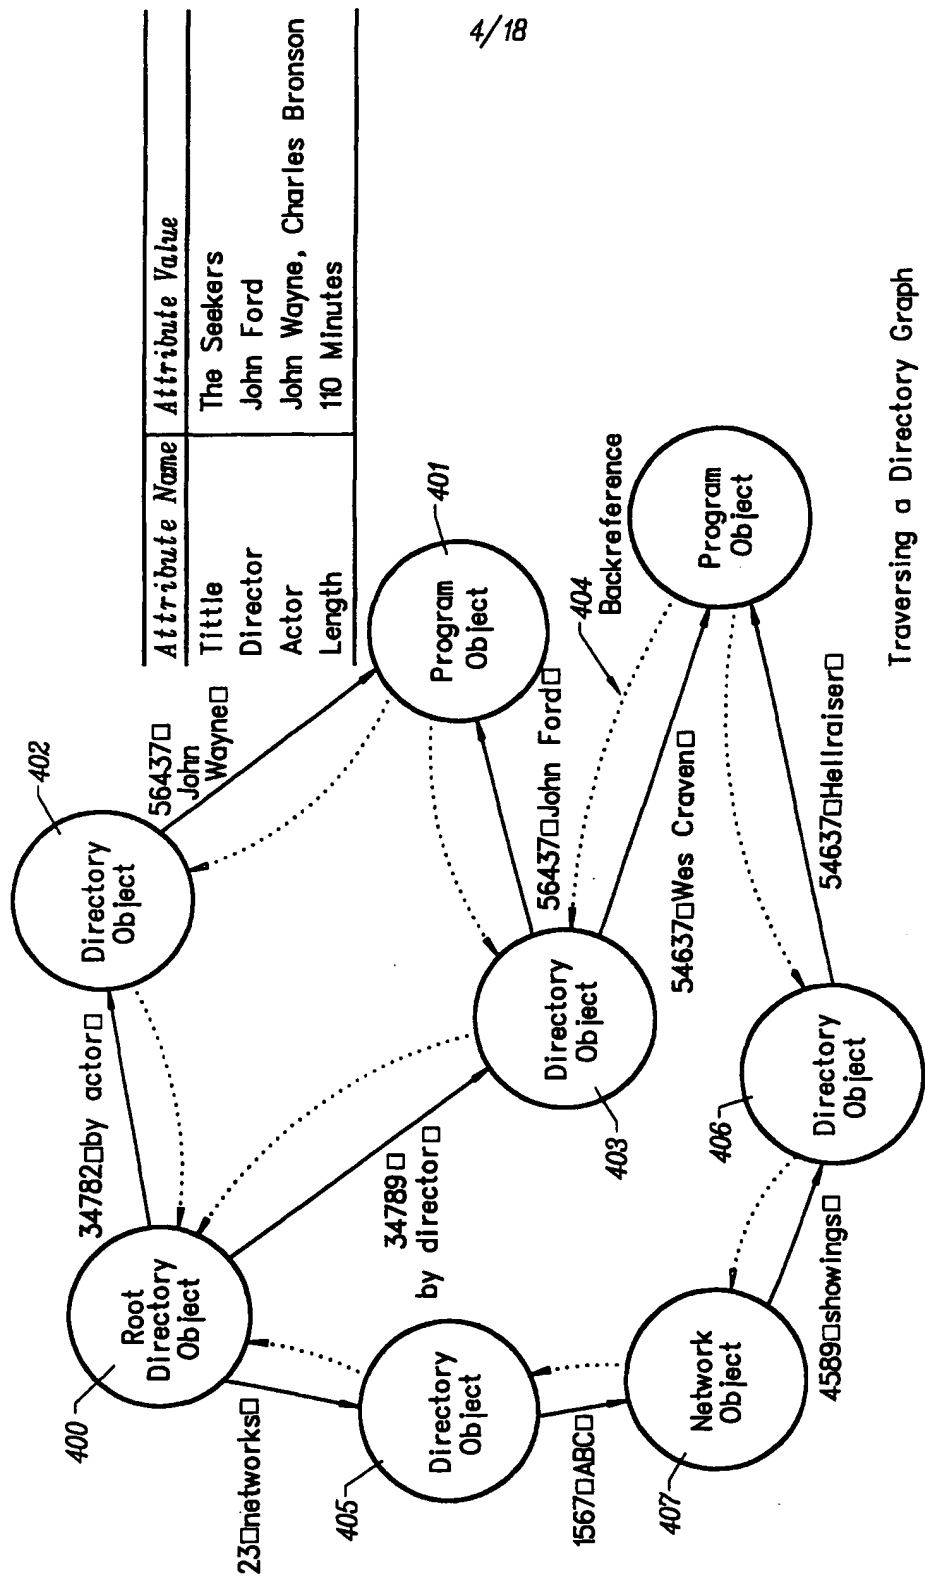 4/18
Attribute Name Attribute Value
Tittle The Seekers
Director John Ford
Actor John Wayne, Charles Bronson
Length 110 Minutes
402
Directory
Object
56437□
John
Wayne□
401
Program
Object
34782□by actor□
400
Root
Directory
Object
34789□
by director□
403
Directory
Object
56437□John Ford□
404
Backreference
54637□Wes Craven□
Program
Object
23□networks□
405
Directory
Object
1567□ABC□
407
Network
Object
4589□showings□
406
Directory
Object
54637□Hellraiser□
Traversing a Directory Graph